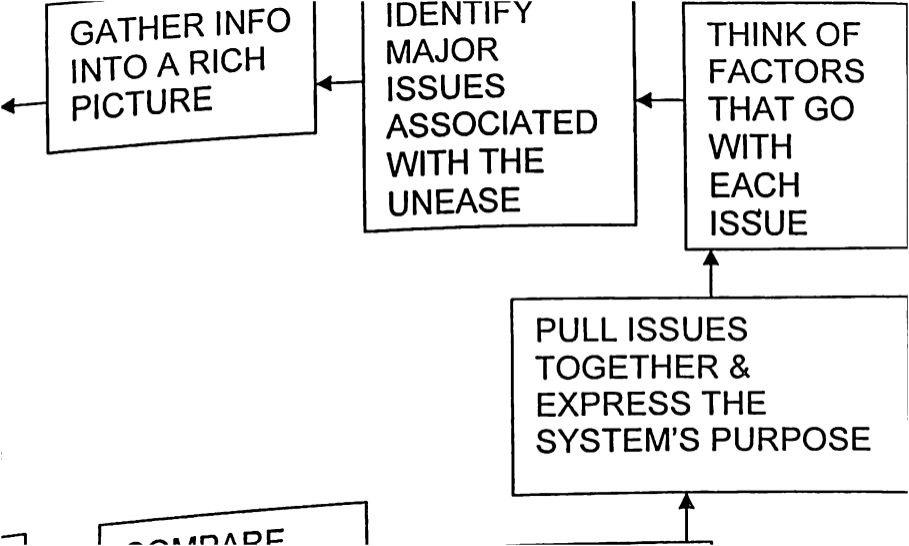 GATHER INFO
INTO A RICH
PICTURE
IDENTIFY
MAJOR
ISSUES
ASSOCIATED
WITH THE
UNEASE
THINK OF
FACTORS
THAT GO
WITH
EACH
ISSUE
PULL ISSUES
TOGETHER &
EXPRESS THE
SYSTEM'S PURPOSE
COMPARE